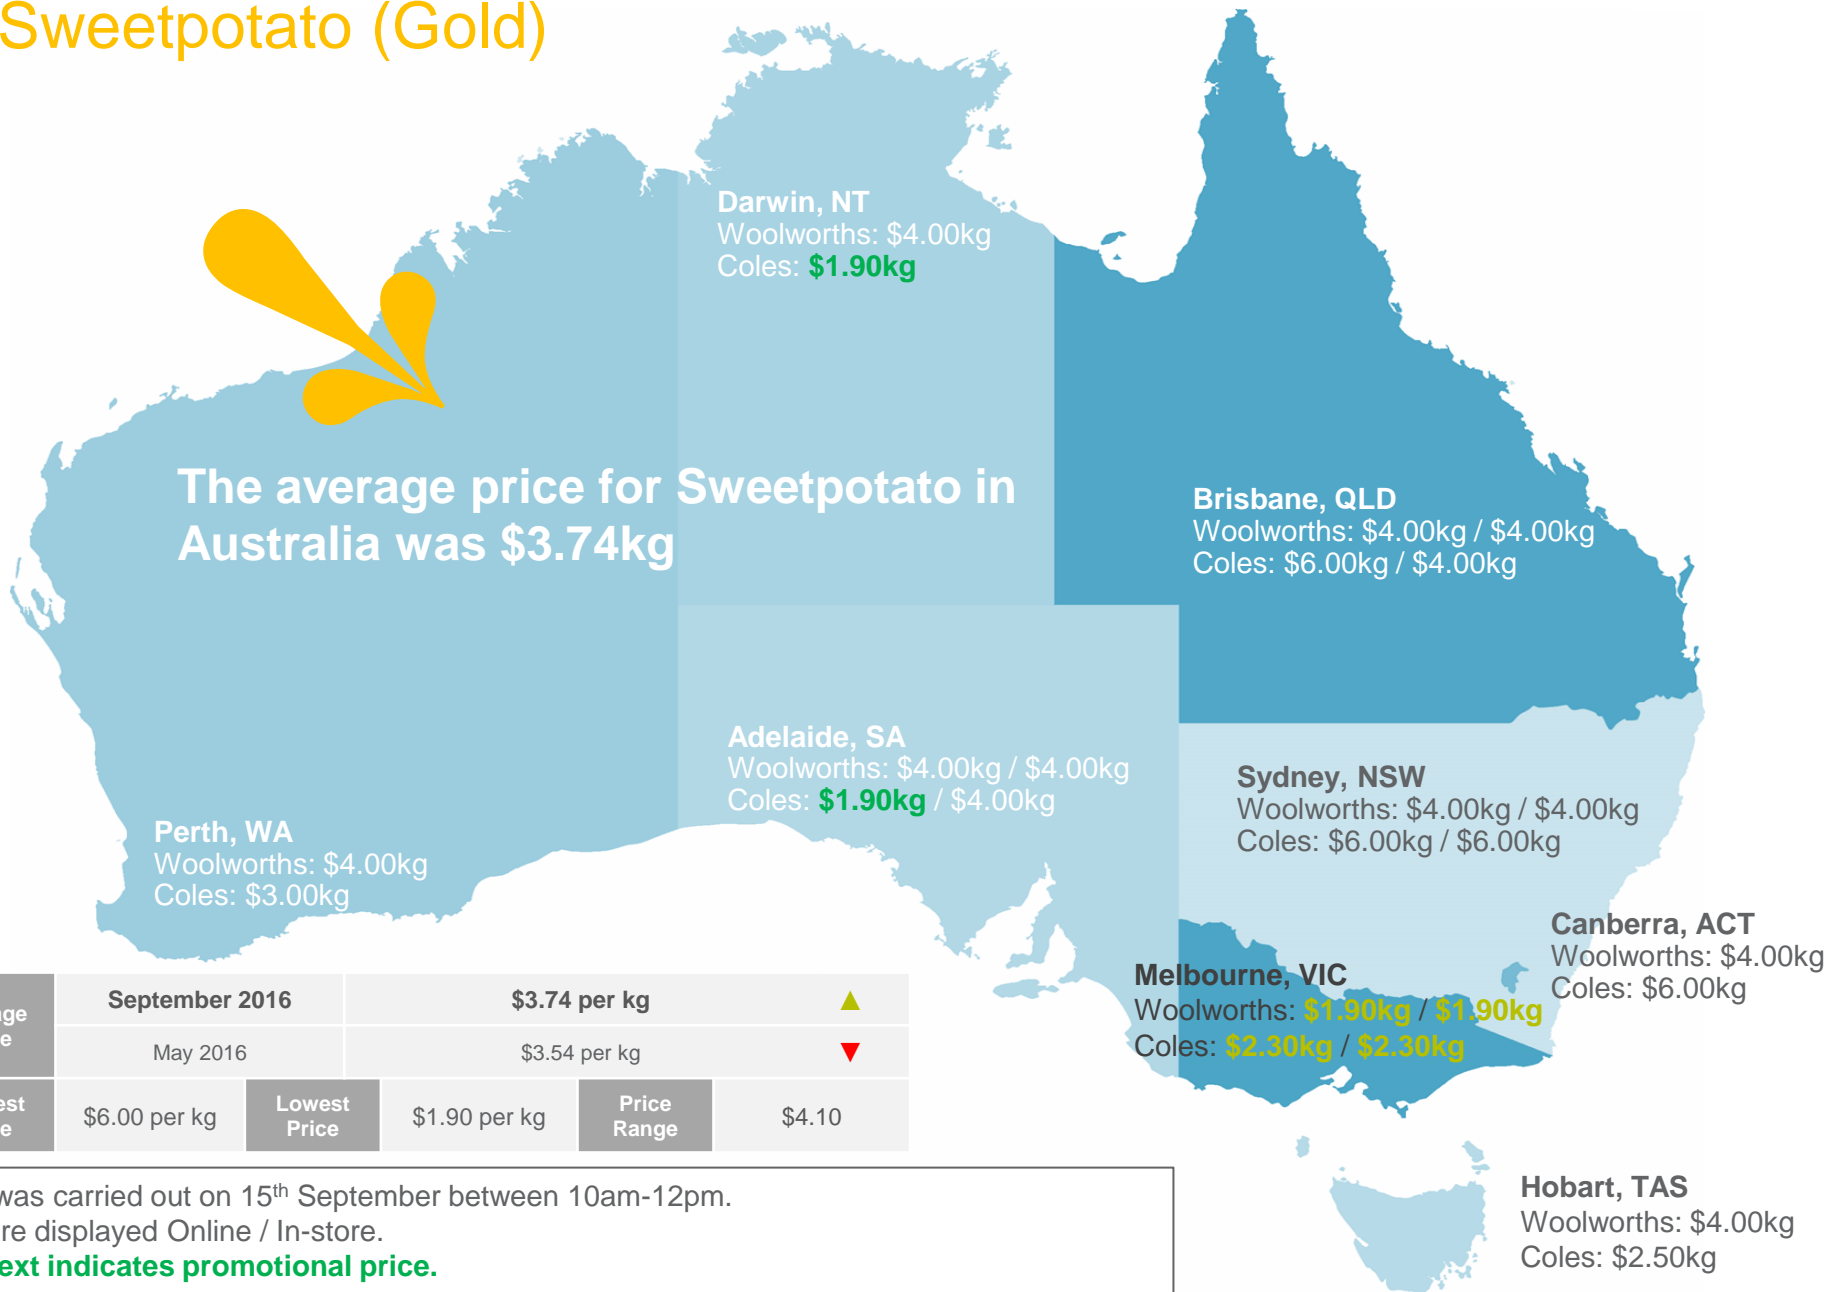 Sweetpotato (Gold)
Darwin, NT
Woolworths: $4.00kg
Coles: $1.90kg
The average price for Sweetpotato in
Australia was $3.74kg
Brisbane, QLD
Woolworths: $4.00kg / $4.00kg
Coles: $6.00kg / $4.00kg
Adelaide, SA
Woolworths: $4.00kg / $4.00kg
Coles: $1.90kg / $4.00kg
Sydney, NSW
Woolworths: $4.00kg / $4.00kg
Coles: $6.00kg / $6.00kg
Perth, WA
Woolworths: $4.00kg
Coles: $3.00kg
Canberra, ACT
Woolworths: $4.00kg
Coles: $6.00kg
Melbourne, VIC
Woolworths: $1.90kg / $1.90kg
Coles: $2.30kg / $2.30kg
September 2016 $3.74 per kg ▲
May 2016 $3.54 per kg ▼
$6.00 per kg Lowest Price $1.90 per kg Price Range $4.10
was carried out on 15th September between 10am-12pm.
displayed Online / In-store.
indicates promotional price.
Hobart, TAS
Woolworths: $4.00kg
Coles: $2.50kg